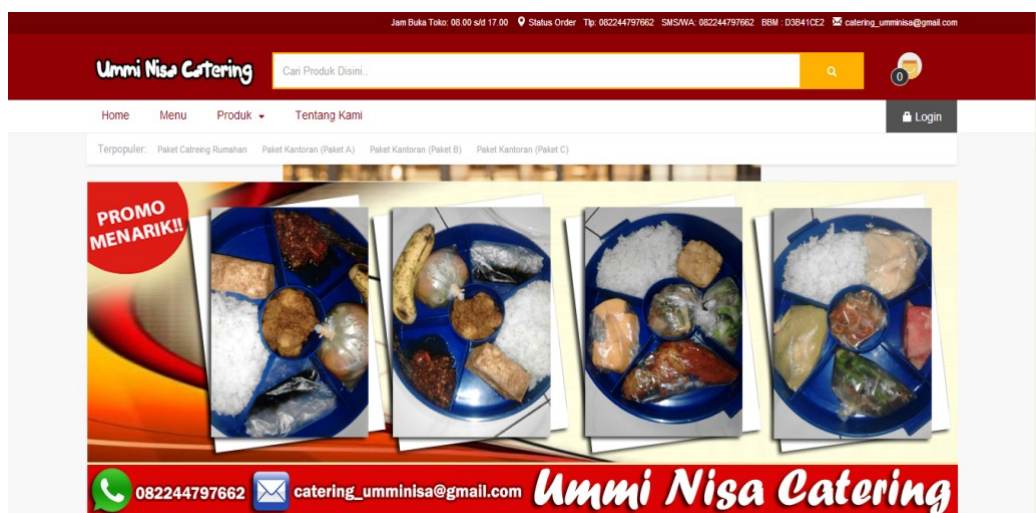 Jam Buka Toko: 08.00 s/d 17.00 Status Order Tlp: 082244797662 SMS/WA: 082244797662 BBM : D3B41CE2 catering_umminisa@gmail.com
Ummi Nisa Catering
Cari Produk Disini..
0
Home Menu Produk Tentang Kami
Login
Terpopuler: Paket Catreing Rumahan Paket Kantoran (Paket A) Paket Kantoran (Paket B) Paket Kantoran (Paket C)
PROMO
MENARIK!!
082244797662 catering_umminisa@gmail.com Ummi Nisa Catering